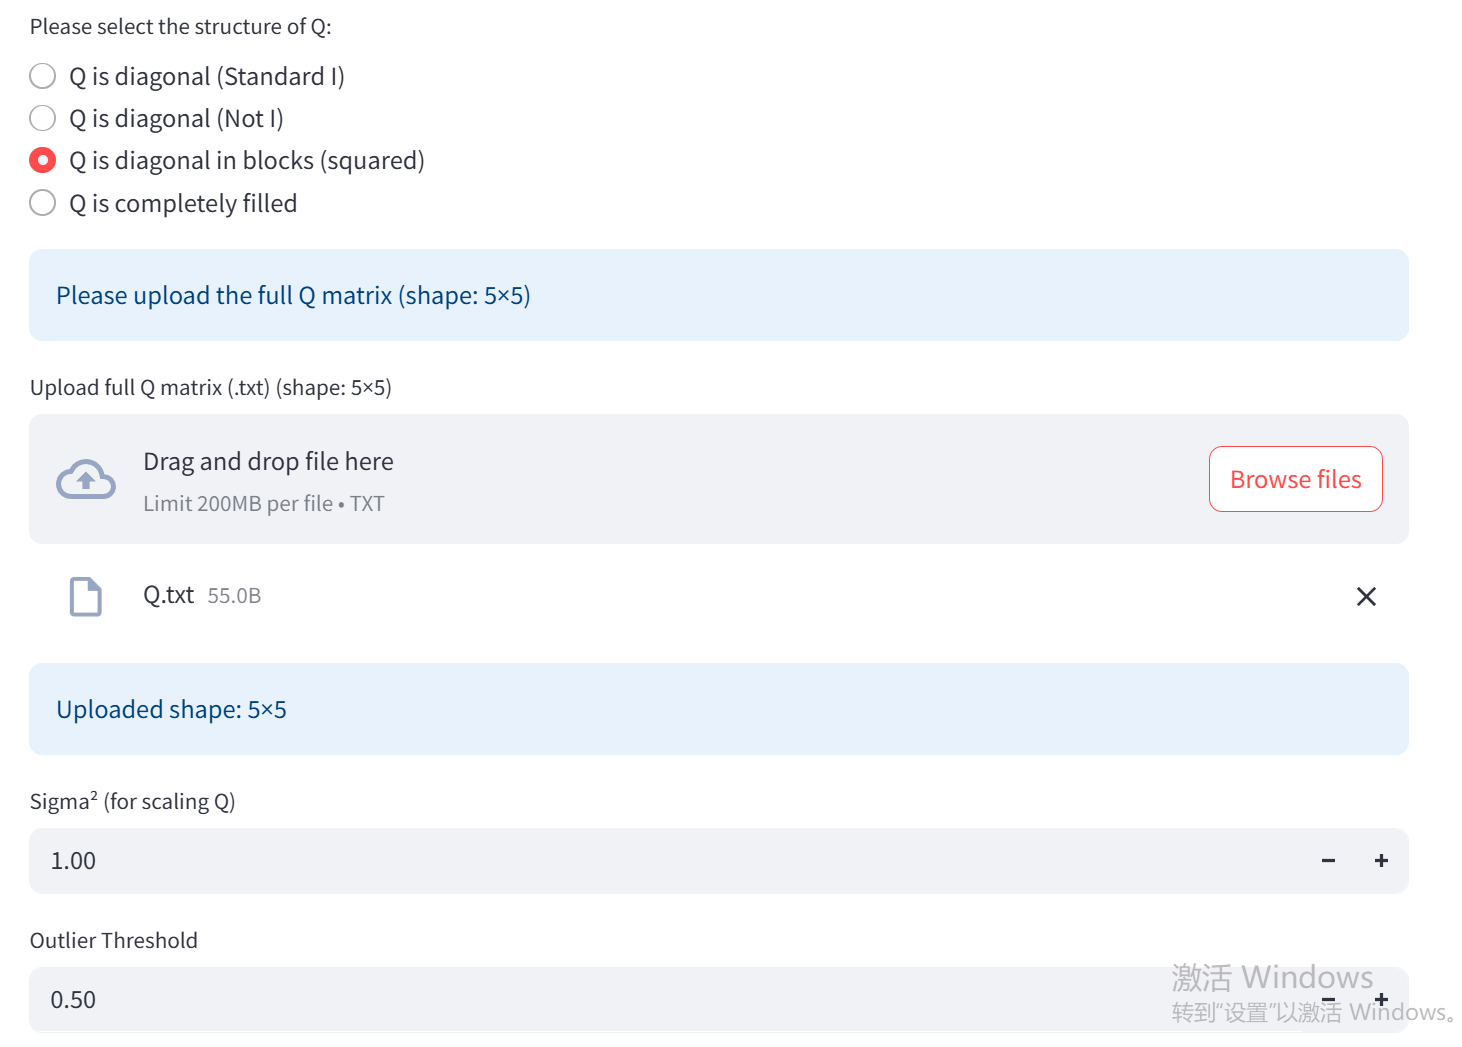 Please select the structure of Q:
Q is diagonal (Standard I)
Q is diagonal (Not I)
Q is diagonal in blocks (squared)
Q is completely filled
Please upload the full Q matrix (shape: 5×5)
Upload full Q matrix (.txt) (shape: 5×5)
Drag and drop file here
Limit 200MB per file • TXT
Browse files
Q.txt 55.0B
Uploaded shape: 5×5
Sigma² (for scaling Q)
1.00
Outlier Threshold
0.50
激活 Windows
转到“设置”以激活 Windows。